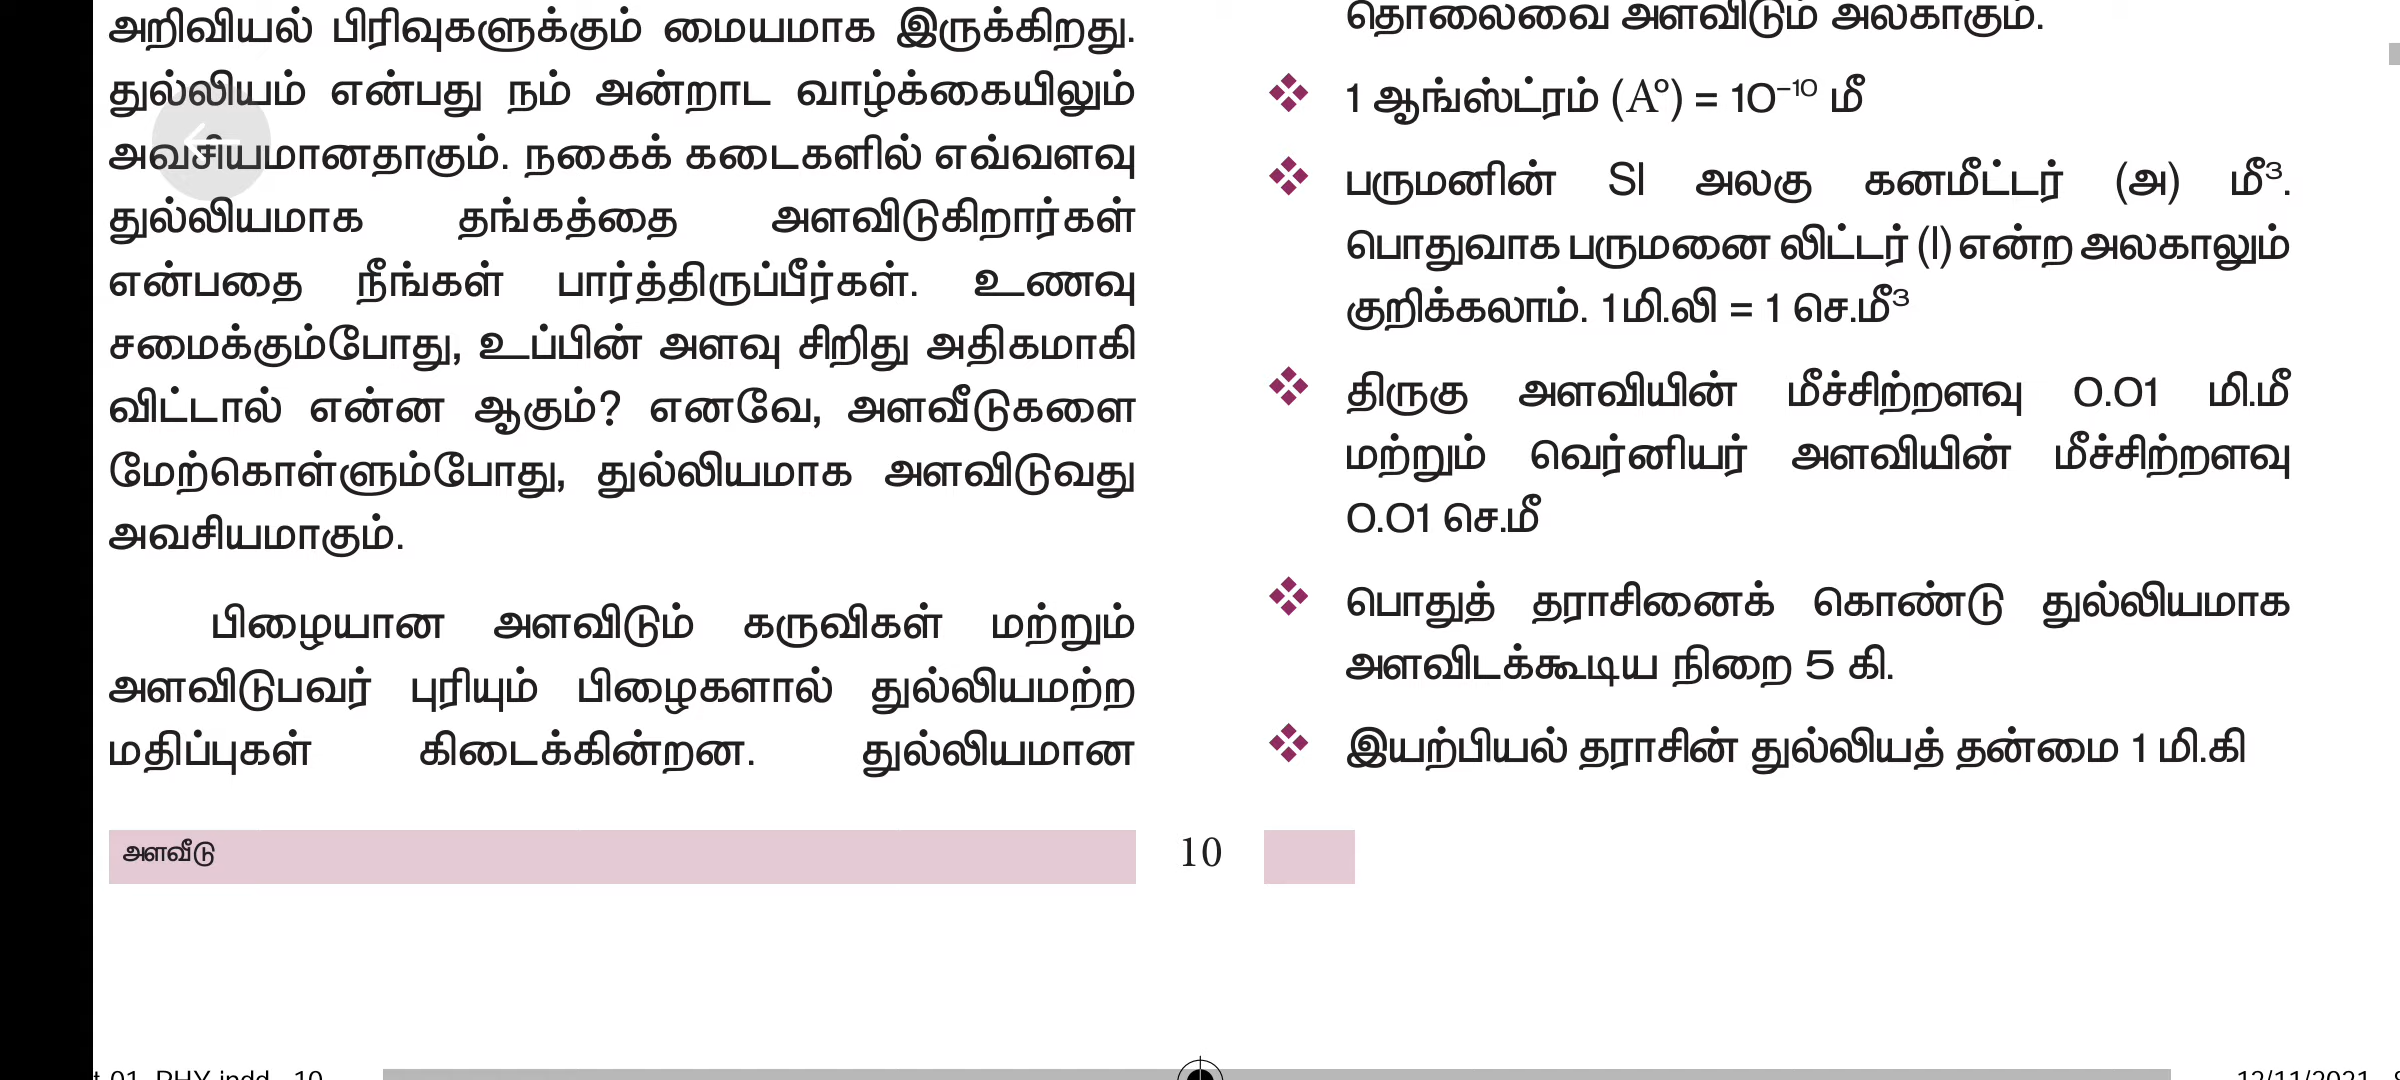 அறிவியல் பிரிவுகளுக்கும் மையமாக இருக்கிறது.
துல்லியம் என்பது நம் அன்றாட வாழ்க்கையிலும்
அவசியமானதாகும். நகைக் கடைகளில் எவ்வளவு
துல்லியமாக தங்கத்தை அளவிடுகிறார்கள்
என்பதை நீங்கள் பார்த்திருப்பீர்கள். உணவு
சமைக்கும்போது, உப்பின் அளவு சிறிது அதிகமாகி
விட்டால் என்ன ஆகும்? எனவே, அளவீடுகளை
மேற்கொள்ளும்போது, துல்லியமாக அளவிடுவது
அவசியமாகும்.
பிழையான அளவிடும் கருவிகள் மற்றும்
அளவிடுபவர் புரியும் பிழைகளால் துல்லியமற்ற
மதிப்புகள் கிடைக்கின்றன. துல்லியமான
தொலைவை அளவிடும் அலகாகும்.
❖ 1 ஆங்ஸ்ட்ரம் (A°) = 10⁻¹⁰ மீ
❖ பருமனின் SI அலகு கனமீட்டர் (அ) மீ³.
பொதுவாக பருமனை லிட்டர் (l) என்ற அலகாலும்
குறிக்கலாம். 1மி.லி = 1 செ.மீ³
❖ திருகு அளவியின் மீச்சிற்றளவு 0.01 மி.மீ
மற்றும் வெர்னியர் அளவியின் மீச்சிற்றளவு
0.01 செ.மீ
❖ பொதுத் தராசினைக் கொண்டு துல்லியமாக
அளவிடக்கூடிய நிறை 5 கி.
❖ இயற்பியல் தராசின் துல்லியத் தன்மை 1 மி.கி
அளவீடு
10